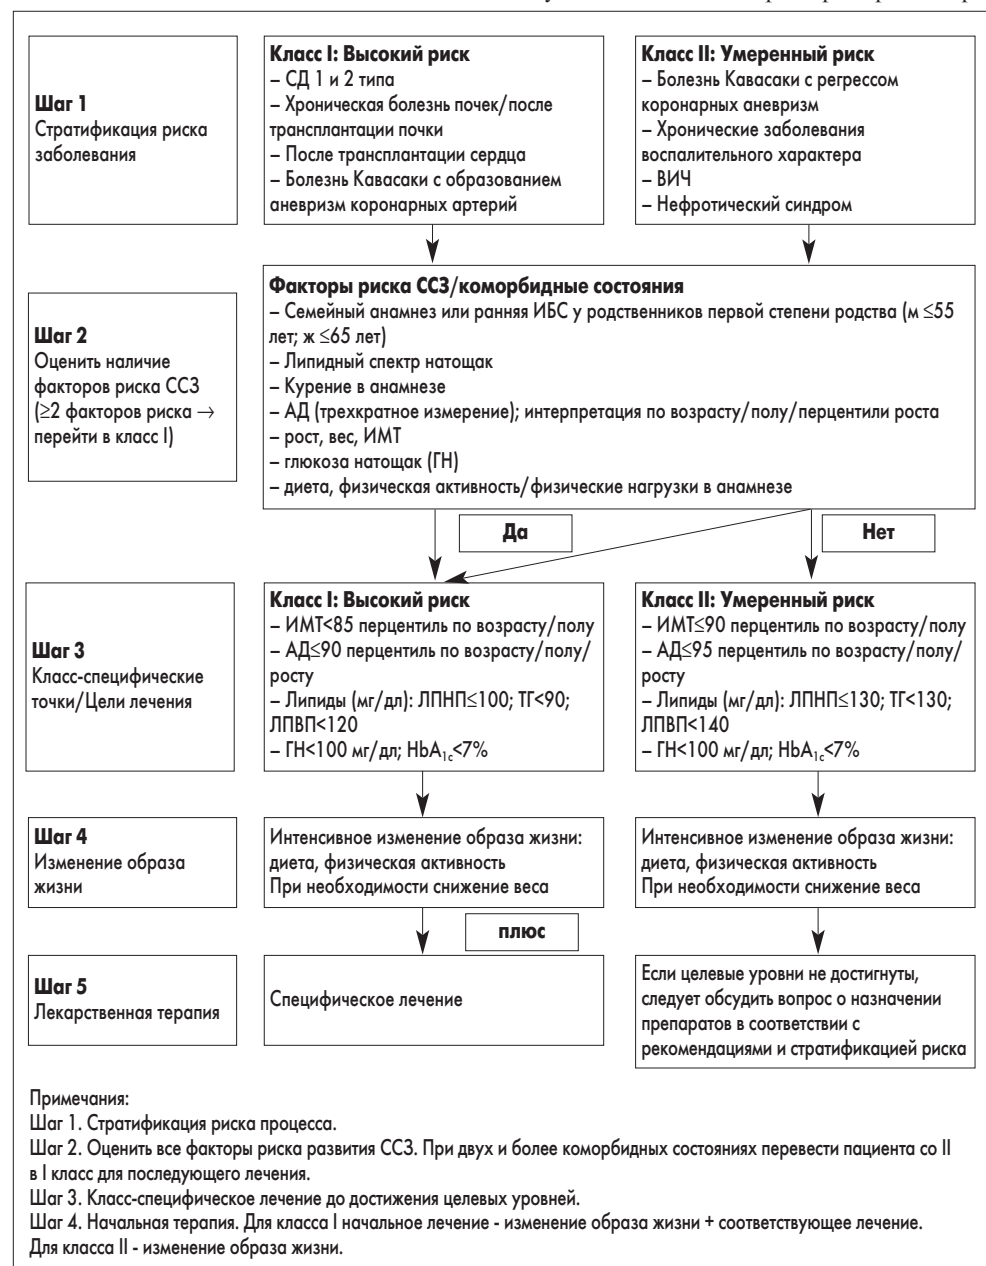 Шаг 1
Стратификация риска
заболевания
Класс I: Высокий риск
– СД 1 и 2 типа
– Хроническая болезнь почек/после
трансплантации почки
– После трансплантации сердца
– Болезнь Кавасаки с образованием
аневризм коронарных артерий
Класс II: Умеренный риск
– Болезнь Кавасаки с регрессом
коронарных аневризм
– Хронические заболевания
воспалительного характера
– ВИЧ
– Нефротический синдром
Шаг 2
Оценить наличие
факторов риска ССЗ
(≥2 факторов риска →
перейти в класс I)
Факторы риска ССЗ/коморбидные состояния
– Семейный анамнез или ранняя ИБС у родственников первой степени родства (м ≤55
лет; ж ≤65 лет)
– Липидный спектр натощак
– Курение в анамнезе
– АД (трехкратное измерение); интерпретация по возрасту/полу/перцентили роста
– рост, вес, ИМТ
– глюкоза натощак (ГН)
– диета, физическая активность/физические нагрузки в анамнезе
Да
Нет
Шаг 3
Класс-специфические
точки/Цели лечения
Класс I: Высокий риск
– ИМТ<85 перцентиль по возрасту/полу
– АД≤90 перцентиль по возрасту/полу/
росту
– Липиды (мг/дл): ЛПНП≤100; ТГ<90;
ЛПВП<120
– ГН<100 мг/дл; HbA1c<7%
Класс II: Умеренный риск
– ИМТ≤90 перцентиль по возрасту/полу
– АД≤95 перцентиль по возрасту/полу/
росту
– Липиды (мг/дл): ЛПНП≤130; ТГ<130;
ЛПВП<140
– ГН<100 мг/дл; HbA1c<7%
Шаг 4
Изменение образа
жизни
Интенсивное изменение образа жизни:
диета, физическая активность
При необходимости снижение веса
Интенсивное изменение образа жизни:
диета, физическая активность
При необходимости снижение веса
плюс
Шаг 5
Лекарственная терапия
Специфическое лечение
Если целевые уровни не достигнуты,
следует обсудить вопрос о назначении
препаратов в соответствии с
рекомендациями и стратификацией риска
Примечания:
Шаг 1. Стратификация риска процесса.
Шаг 2. Оценить все факторы риска развития ССЗ. При двух и более коморбидных состояниях перевести пациента со II
в I класс для последующего лечения.
Шаг 3. Класс-специфическое лечение до достижения целевых уровней.
Шаг 4. Начальная терапия. Для класса I начальное лечение - изменение образа жизни + соответствующее лечение.
Для класса II - изменение образа жизни.